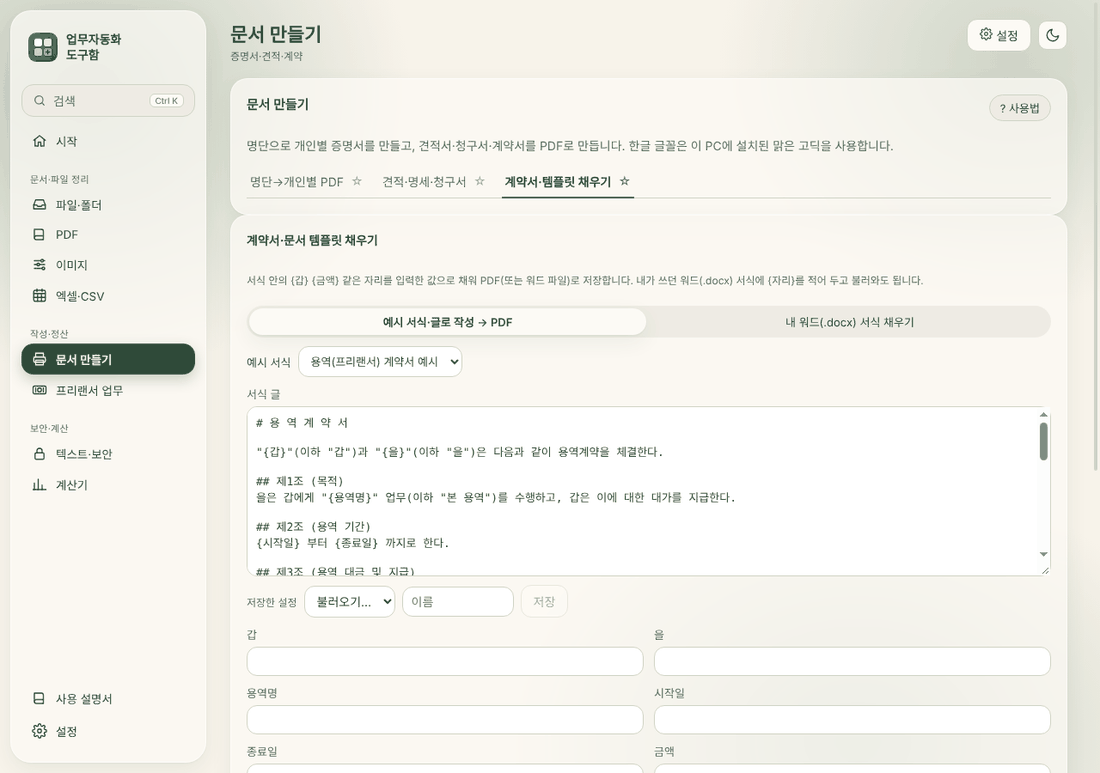 업무자동화
도구함
검색
Ctrl K
시작
문서·파일 정리
파일·폴더
PDF
이미지
엑셀·CSV
작성·정산
문서 만들기
프리랜서 업무
보안·계산
텍스트·보안
계산기
사용 설명서
설정
문서 만들기
증명서·견적·계약
설정
문서 만들기
? 사용법
명단으로 개인별 증명서를 만들고, 견적서·청구서·계약서를 PDF로 만듭니다. 한글 글꼴은 이 PC에 설치된 맑은 고딕을 사용합니다.
명단→개인별 PDF ☆ 견적·명세·청구서 ☆ 계약서·템플릿 채우기 ☆
계약서·문서 템플릿 채우기
서식 안의 {갑} {금액} 같은 자리를 입력한 값으로 채워 PDF(또는 워드 파일)로 저장합니다. 내가 쓰던 워드(.docx) 서식에 {자리}를 적어 두고 불러와도 됩니다.
예시 서식·글로 작성 → PDF 내 워드(.docx) 서식 채우기
예시 서식 용역(프리랜서) 계약서 예시
서식 글
# 용 역 계 약 서
"{갑}"(이하 "갑")과 "{을}"(이하 "을")은 다음과 같이 용역계약을 체결한다.
## 제1조 (목적)
을은 갑에게 "{용역명}" 업무(이하 "본 용역")를 수행하고, 갑은 이에 대한 대가를 지급한다.
## 제2조 (용역 기간)
{시작일} 부터 {종료일} 까지로 한다.
## 제3조 (용역 대금 및 지급)
저장한 설정 불러오기... 이름 저장
갑 을
용역명 시작일
종료일 금액